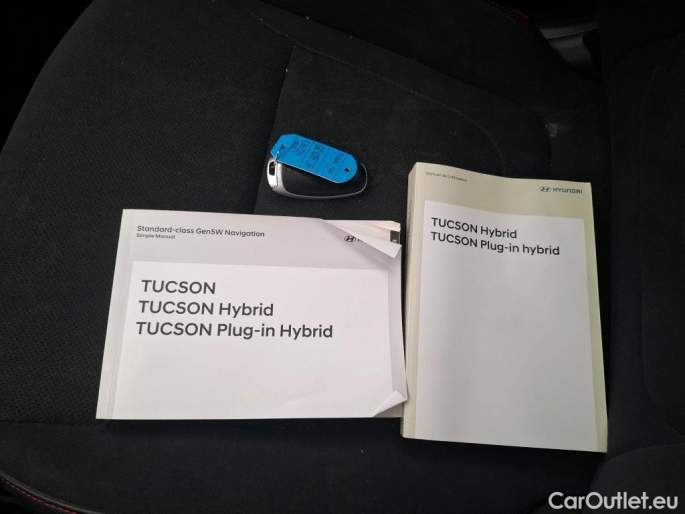 Standard-class Gen5W Navigation
Simple Manual
TUCSON
TUCSON Hybrid
TUCSON Plug-in Hybrid
HYUNDAI
TUCSON Hybrid
TUCSON Plug-in hybrid
CarOutlet.eu